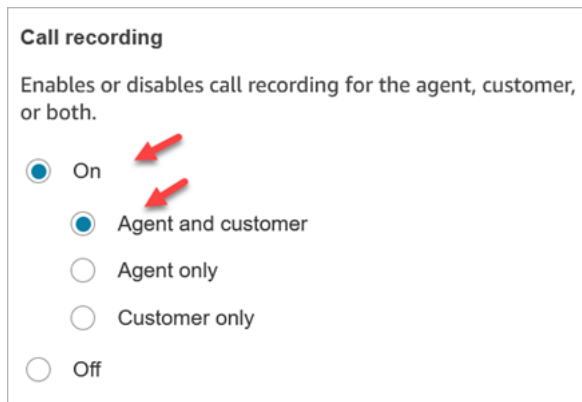 Call recording
Enables or disables call recording for the agent, customer,
or both.
On
Agent and customer
Agent only
Customer only
Off